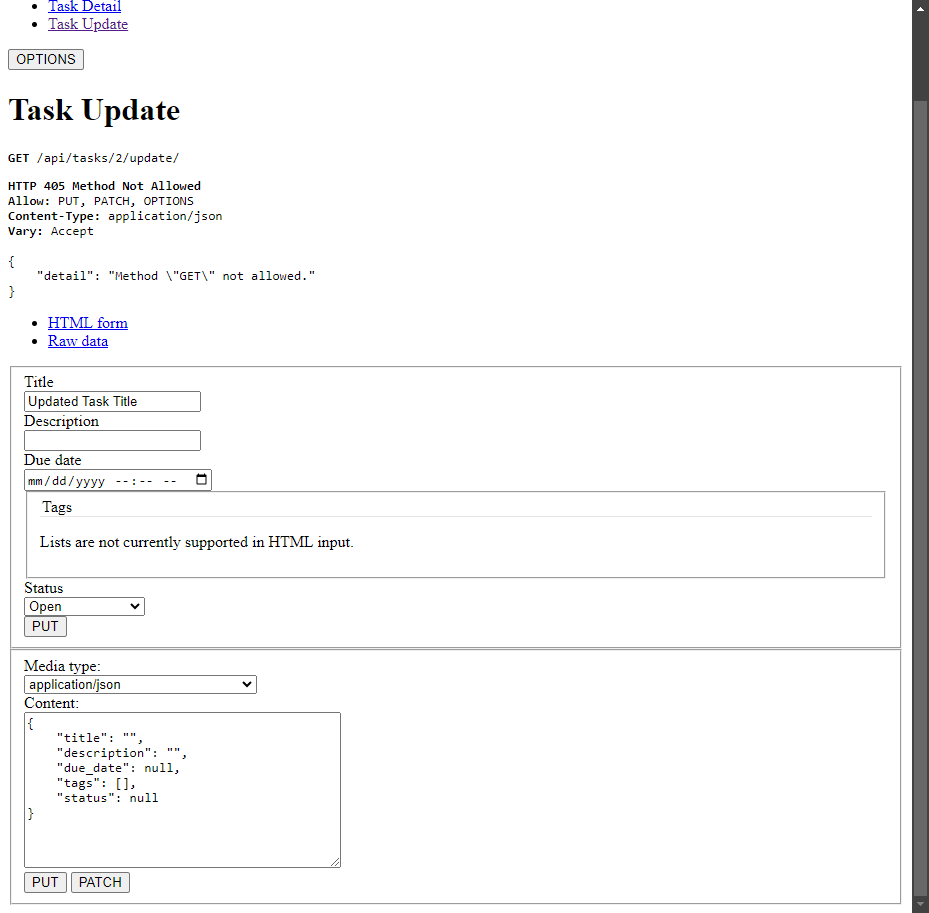 Task Detail
Task Update
OPTIONS
Task Update
GET /api/tasks/2/update/
HTTP 405 Method Not Allowed
Allow: PUT, PATCH, OPTIONS
Content-Type: application/json
Vary: Accept
{
    "detail": "Method \"GET\" not allowed."
}
HTML form
Raw data
Title
Updated Task Title
Description
Due date
mm/dd/yyyy --:-- --
Tags
Lists are not currently supported in HTML input.
Status
Open
PUT
Media type:
application/json
Content:
{
    "title": "",
    "description": "",
    "due_date": null,
    "tags": [],
    "status": null
}
PUT PATCH